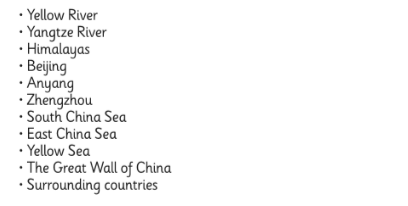 • Yellow River
• Yangtze River
• Himalayas
• Beijing
• Anyang
• Zhengzhou
• South China Sea
• East China Sea
• Yellow Sea
• The Great Wall of China
• Surrounding countries